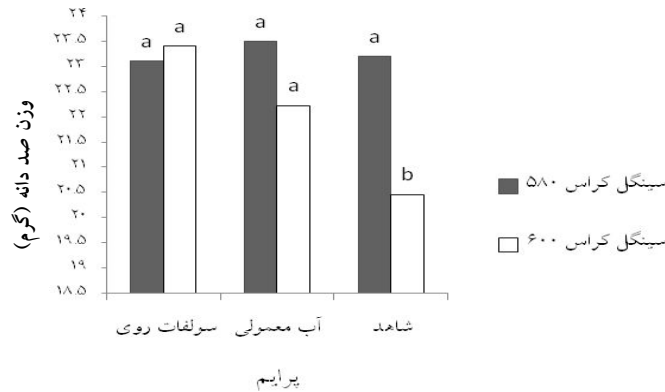 ۲۴
۲۳.۵
۲۳
۲۲.۵
۲۲
۲۱.۵
۲۱
۲۰.۵
۲۰
۱۹.۵
۱۹
۱۸.۵
وزن صد دانه (گرم)
a a
a a
a b
سولفات روی
آب معمولی
شاهد
پرایم
سینگل کراس ۵۸۰
سینگل کراس ۶۰۰